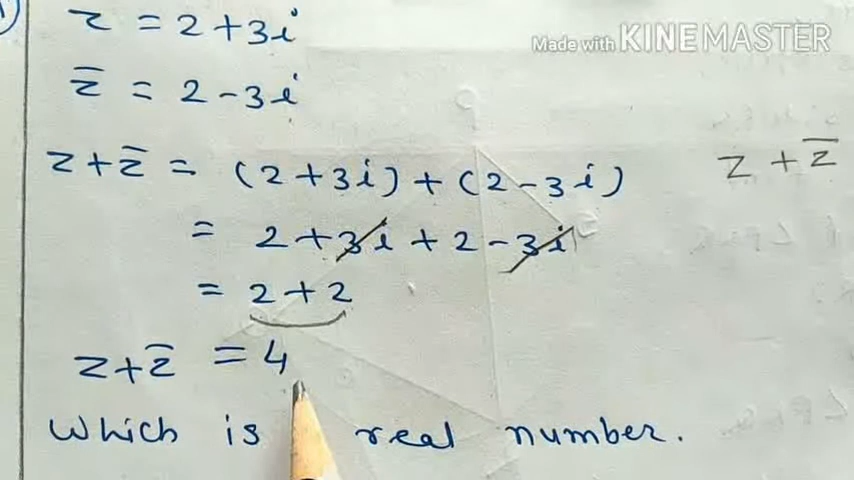 z = 2 + 3i
Made with KINEMASTER
z̅ = 2 - 3i
z + z̅ = (2 + 3i) + (2 - 3i)
z + z̅
= 2 + 3i + 2 - 3i
= 2 + 2
z + z̅ = 4
Which is real number.